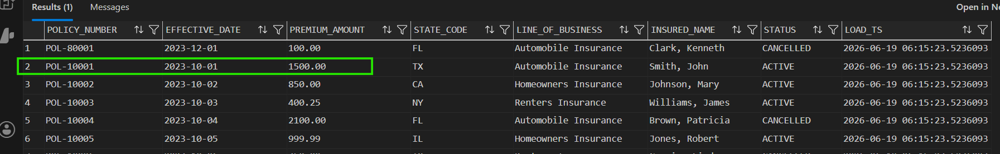 Results (1) Messages Open in Ne
POLICY_NUMBER EFFECTIVE_DATE PREMIUM_AMOUNT STATE_CODE LINE_OF_BUSINESS INSURED_NAME STATUS LOAD_TS
1 POL-80001 2023-12-01 100.00 FL Automobile Insurance Clark, Kenneth CANCELLED 2026-06-19 06:15:23.5236093
2 POL-10001 2023-10-01 1500.00 TX Automobile Insurance Smith, John ACTIVE 2026-06-19 06:15:23.5236093
3 POL-10002 2023-10-02 850.00 CA Homeowners Insurance Johnson, Mary ACTIVE 2026-06-19 06:15:23.5236093
4 POL-10003 2023-10-03 400.25 NY Renters Insurance Williams, James ACTIVE 2026-06-19 06:15:23.5236093
5 POL-10004 2023-10-04 2100.00 FL Automobile Insurance Brown, Patricia CANCELLED 2026-06-19 06:15:23.5236093
6 POL-10005 2023-10-05 999.99 IL Homeowners Insurance Jones, Robert ACTIVE 2026-06-19 06:15:23.5236093